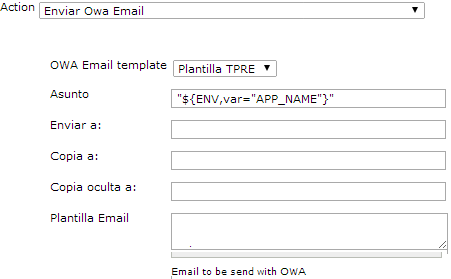 Action Enviar Owa Email
OWA Email template Plantilla TPRE
Asunto "${ENV,var="APP_NAME"}"
Enviar a:
Copia a:
Copia oculta a:
Plantilla Email
.
Email to be send with OWA